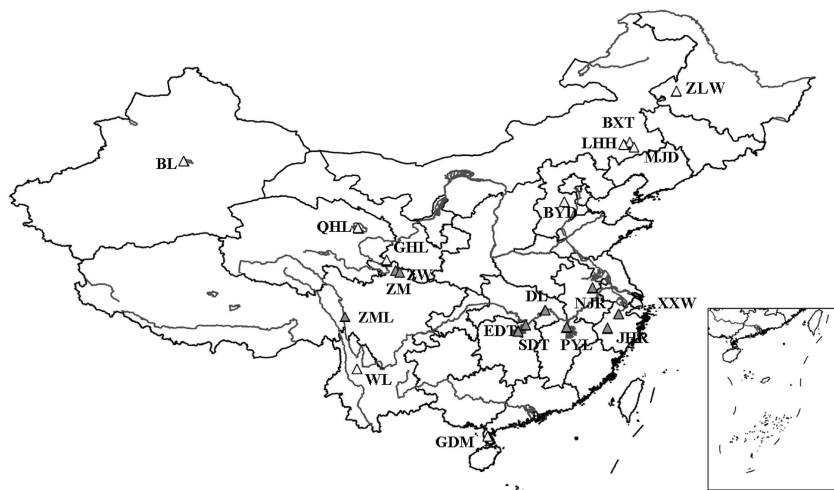 ZLW
BXT
LHH
MJD
BL
BYD
QHL
GHL
ZW
ZM
DL
NJR
XXW
ZML
EDT
SDT
PYL
JHR
WL
GDM